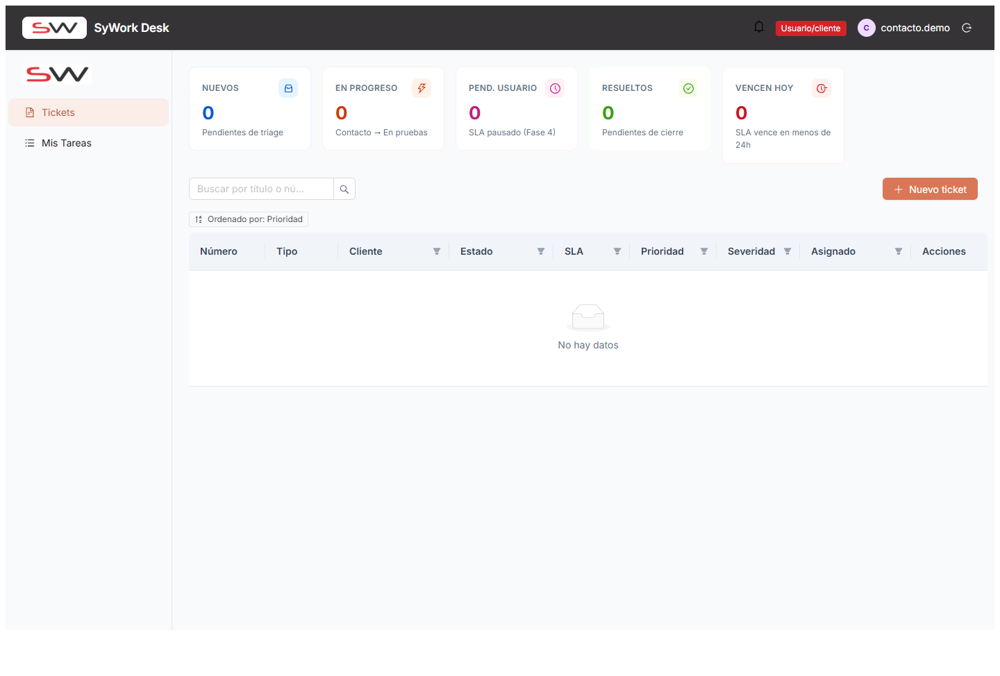 SW SyWork Desk Usuario/cliente C contacto.demo
SW
Tickets
Mis Tareas
NUEVOS
0
Pendientes de triage
EN PROGRESO
0
Contacto → En pruebas
PEND. USUARIO
0
SLA pausado (Fase 4)
RESUELTOS
0
Pendientes de cierre
VENCEN HOY
0
SLA vence en menos de
24h
Buscar por título o nú...
Nuevo ticket
Ordenado por: Prioridad
Número Tipo Cliente Estado SLA Prioridad Severidad Asignado Acciones
No hay datos